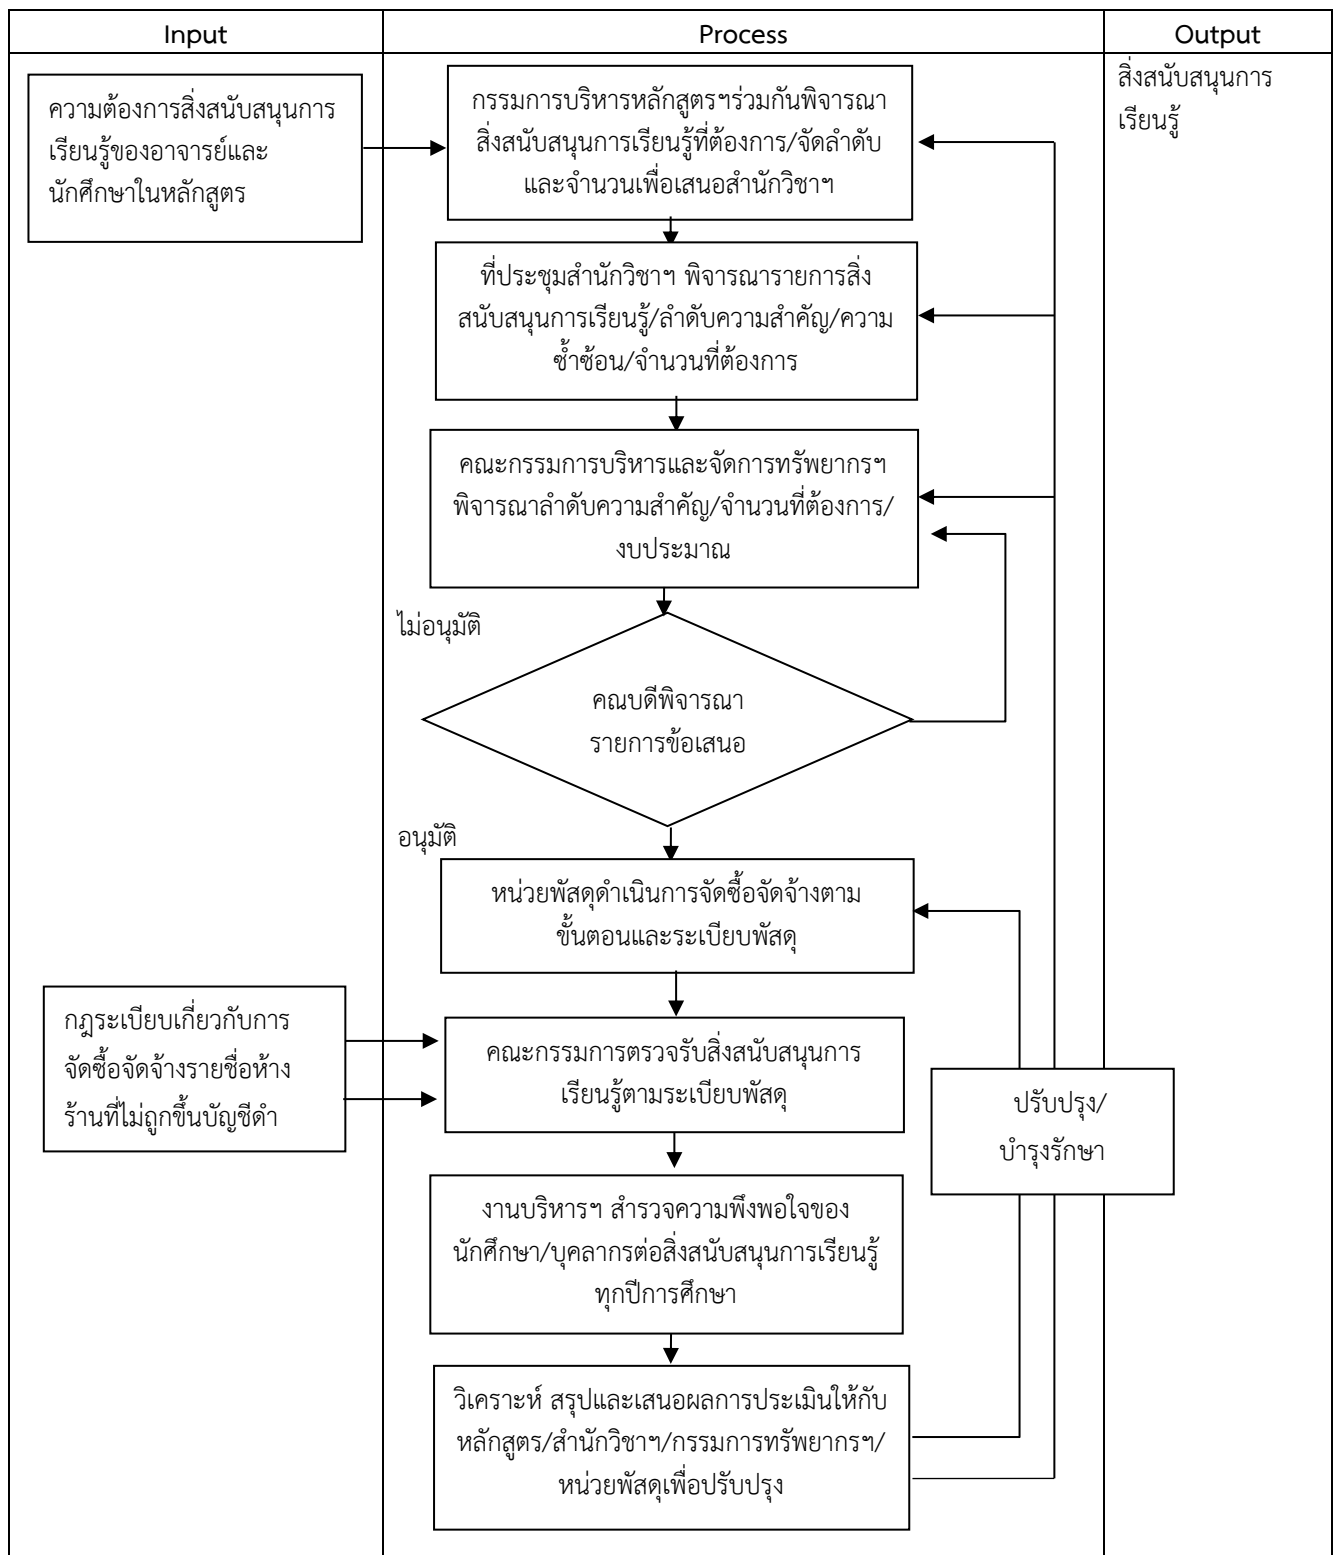 Input
Process
Output
ความต้องการสิ่งสนับสนุนการ
เรียนรู้ของอาจารย์และ
นักศึกษาในหลักสูตร
กรรมการบริหารหลักสูตรฯร่วมกันพิจารณา
สิ่งสนับสนุนการเรียนรู้ที่ต้องการ/จัดลำดับ
และจำนวนเพื่อเสนอสำนักวิชาฯ
สิ่งสนับสนุนการ
เรียนรู้
ที่ประชุมสำนักวิชาฯ พิจารณารายการสิ่ง
สนับสนุนการเรียนรู้/ลำดับความสำคัญ/ความ
ซ้ำซ้อน/จำนวนที่ต้องการ
คณะกรรมการบริหารและจัดการทรัพยากรฯ
พิจารณาลำดับความสำคัญ/จำนวนที่ต้องการ/
งบประมาณ
ไม่อนุมัติ
คณบดีพิจารณา
รายการข้อเสนอ
อนุมัติ
หน่วยพัสดุดำเนินการจัดซื้อจัดจ้างตาม
ขั้นตอนและระเบียบพัสดุ
กฎระเบียบเกี่ยวกับการ
จัดซื้อจัดจ้างรายชื่อห้าง
ร้านที่ไม่ถูกขึ้นบัญชีดำ
คณะกรรมการตรวจรับสิ่งสนับสนุนการ
เรียนรู้ตามระเบียบพัสดุ
ปรับปรุง/
บำรุงรักษา
งานบริหารฯ สำรวจความพึงพอใจของ
นักศึกษา/บุคลากรต่อสิ่งสนับสนุนการเรียนรู้
ทุกปีการศึกษา
วิเคราะห์ สรุปและเสนอผลการประเมินให้กับ
หลักสูตร/สำนักวิชาฯ/กรรมการทรัพยากรฯ/
หน่วยพัสดุเพื่อปรับปรุง